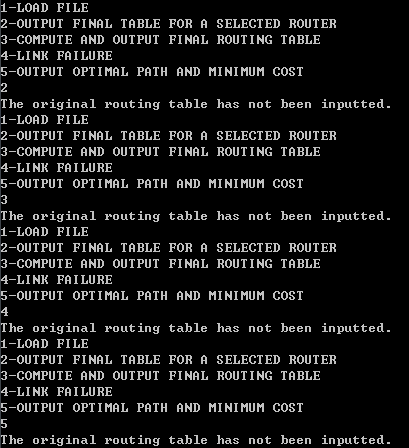 1-LOAD FILE
2-OUTPUT FINAL TABLE FOR A SELECTED ROUTER
3-COMPUTE AND OUTPUT FINAL ROUTING TABLE
4-LINK FAILURE
5-OUTPUT OPTIMAL PATH AND MINIMUM COST
2
The original routing table has not been inputted.
1-LOAD FILE
2-OUTPUT FINAL TABLE FOR A SELECTED ROUTER
3-COMPUTE AND OUTPUT FINAL ROUTING TABLE
4-LINK FAILURE
5-OUTPUT OPTIMAL PATH AND MINIMUM COST
3
The original routing table has not been inputted.
1-LOAD FILE
2-OUTPUT FINAL TABLE FOR A SELECTED ROUTER
3-COMPUTE AND OUTPUT FINAL ROUTING TABLE
4-LINK FAILURE
5-OUTPUT OPTIMAL PATH AND MINIMUM COST
4
The original routing table has not been inputted.
1-LOAD FILE
2-OUTPUT FINAL TABLE FOR A SELECTED ROUTER
3-COMPUTE AND OUTPUT FINAL ROUTING TABLE
4-LINK FAILURE
5-OUTPUT OPTIMAL PATH AND MINIMUM COST
5
The original routing table has not been inputted.